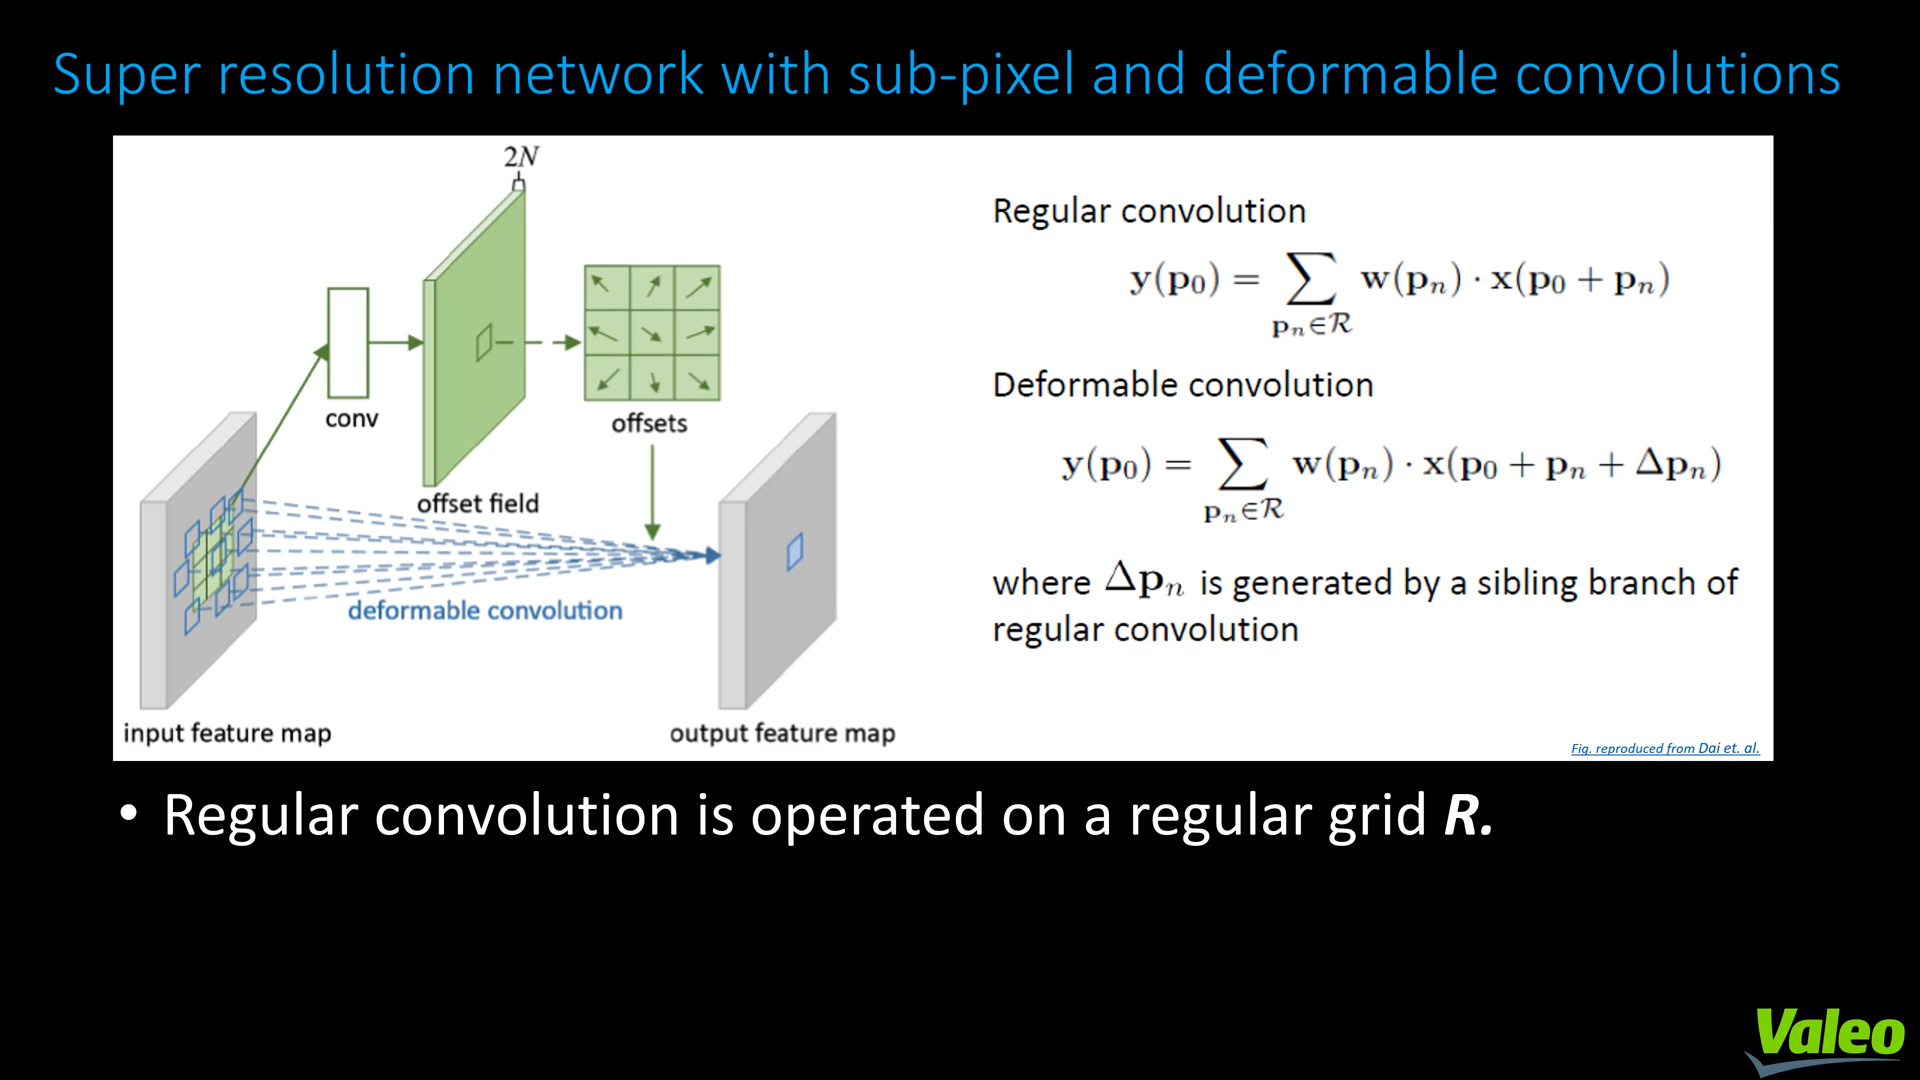 Super resolution network with sub-pixel and deformable convolutions
2N
conv
offset field
offsets
deformable convolution
input feature map
output feature map
Regular convolution
y(p₀) = ∑ w(pₙ) · x(p₀ + pₙ)
pₙ∈ℛ
Deformable convolution
y(p₀) = ∑ w(pₙ) · x(p₀ + pₙ + Δpₙ)
pₙ∈ℛ
where Δpₙ is generated by a sibling branch of
regular convolution
Fig. reproduced from Dai et. al.
• Regular convolution is operated on a regular grid R.
Valeo